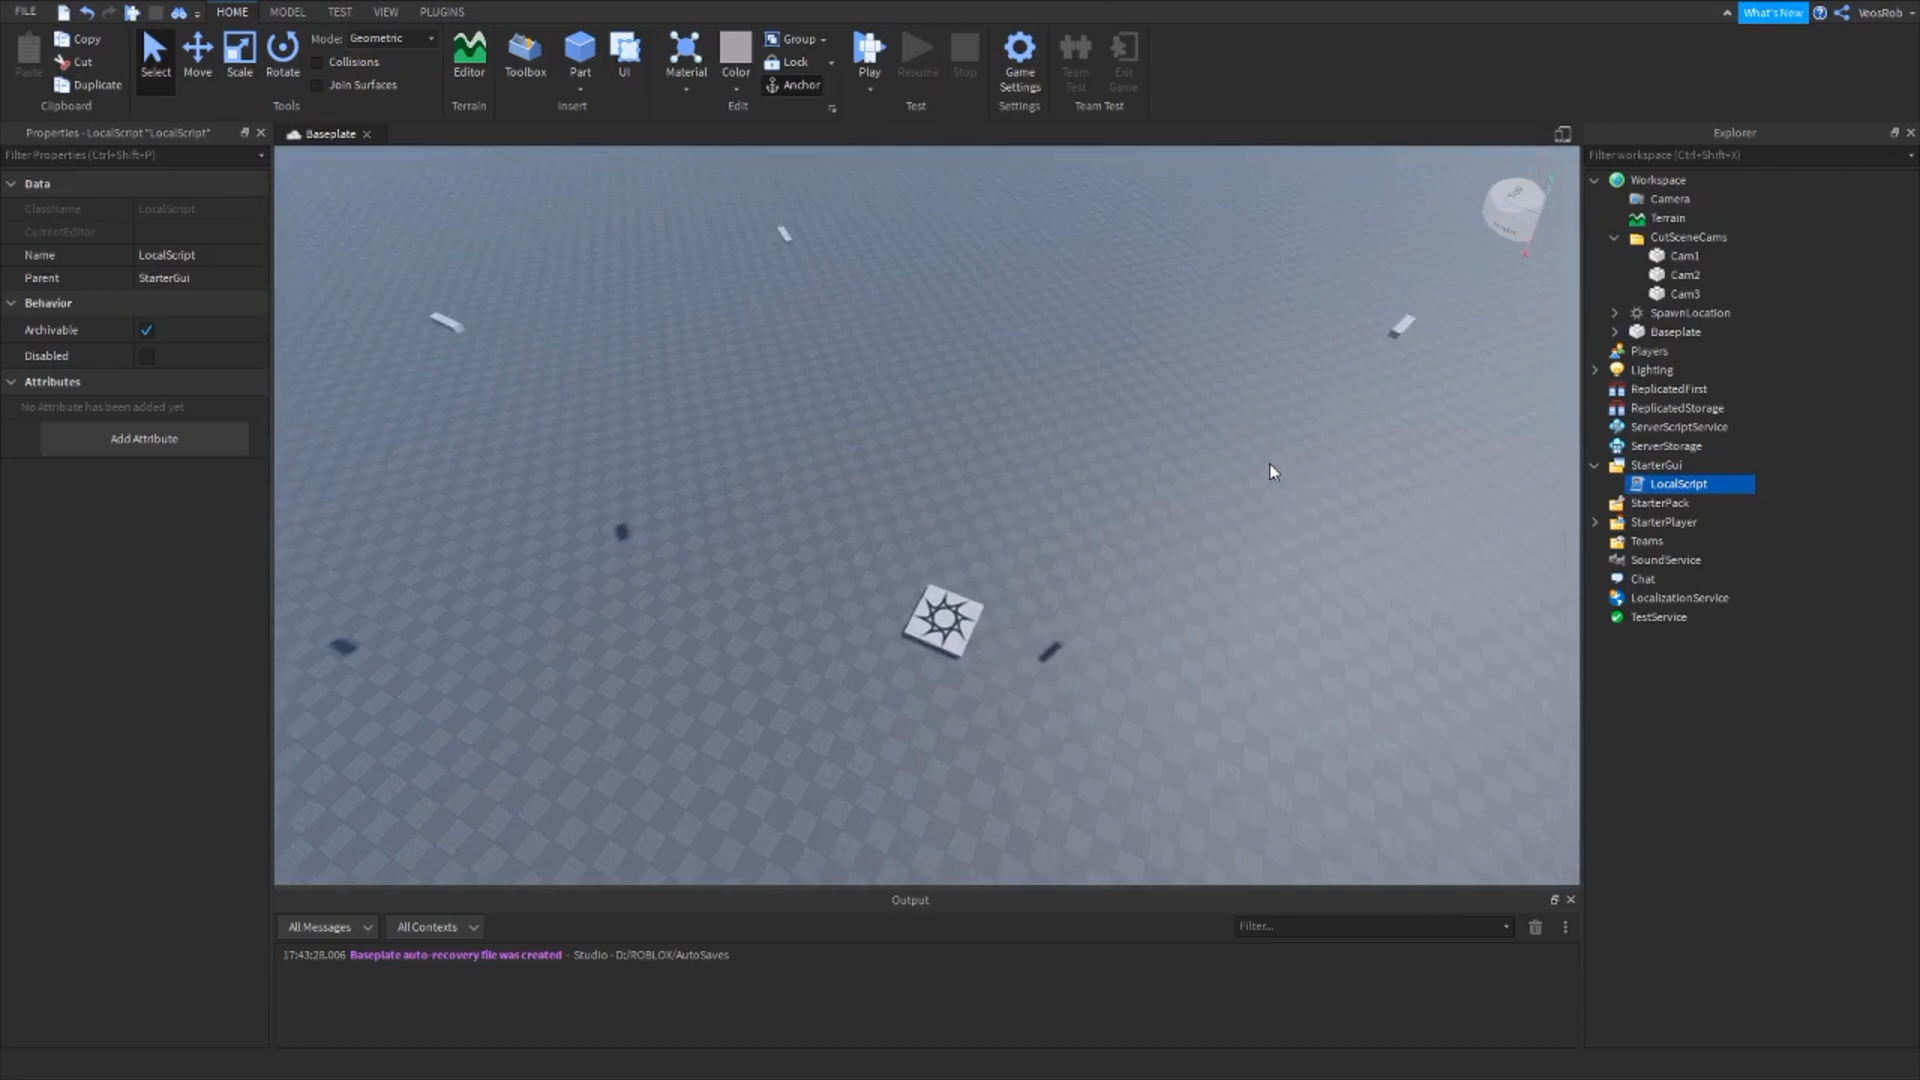 FILE HOME MODEL TEST VIEW PLUGINS What's New VeosRob
Paste Copy Cut Duplicate Clipboard
Select Move Scale Rotate Mode: Geometric Collisions Join Surfaces Tools
Editor Terrain
Toolbox Part UI Insert
Material Color Group Lock Anchor Edit
Play Resume Stop Test
Game Settings Settings
Team Test Exit Game Team Test
Properties - LocalScript "LocalScript"
Filter Properties (Ctrl+Shift+P)
Data
ClassName LocalScript
CurrentEditor
Name LocalScript
Parent StarterGui
Behavior
Archivable
Disabled
Attributes
No Attribute has been added yet
Add Attribute
Baseplate
Explorer
Filter workspace (Ctrl+Shift+X)
Workspace
Camera
Terrain
CutSceneCams
Cam1
Cam2
Cam3
SpawnLocation
Baseplate
Players
Lighting
ReplicatedFirst
ReplicatedStorage
ServerScriptService
ServerStorage
StarterGui
LocalScript
StarterPack
StarterPlayer
Teams
SoundService
Chat
LocalizationService
TestService
Output
All Messages All Contexts Filter...
17:43:28.006 Baseplate auto-recovery file was created - Studio - D:/ROBLOX/AutoSaves